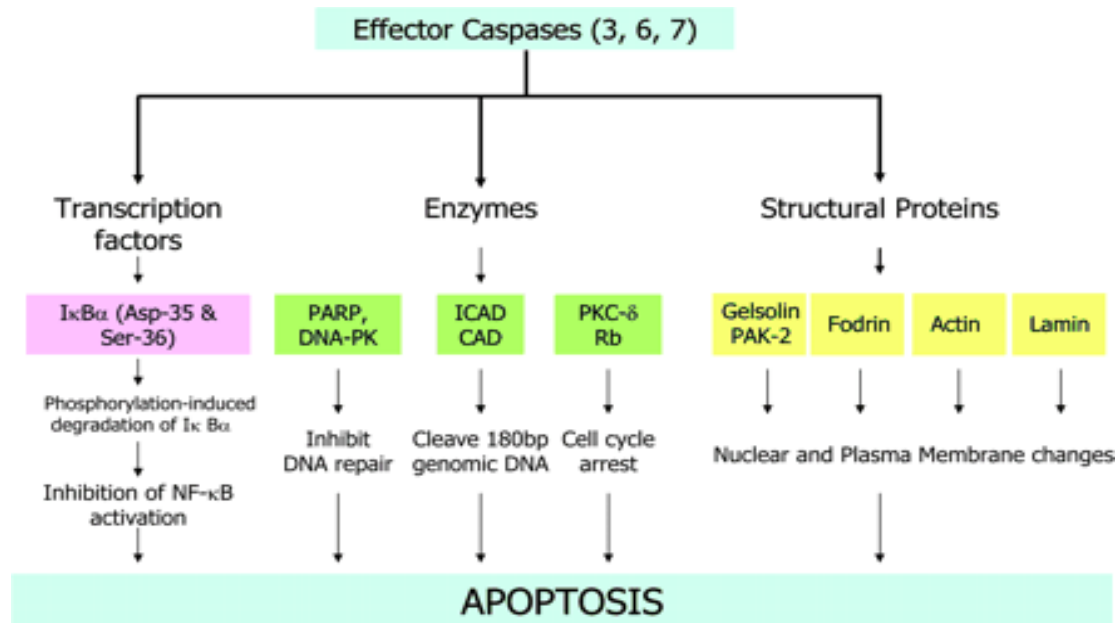 Effector Caspases (3, 6, 7)
Transcription
factors
Enzymes
Structural Proteins
IκBα (Asp-35 &
Ser-36)
PARP,
DNA-PK
ICAD
CAD
PKC-δ
Rb
Gelsolin
PAK-2
Fodrin
Actin
Lamin
Phosphorylation-induced
degradation of Iκ Bα
Inhibit
DNA repair
Cleave 180bp
genomic DNA
Cell cycle
arrest
Nuclear and Plasma Membrane changes
Inhibition of NF-κB
activation
APOPTOSIS